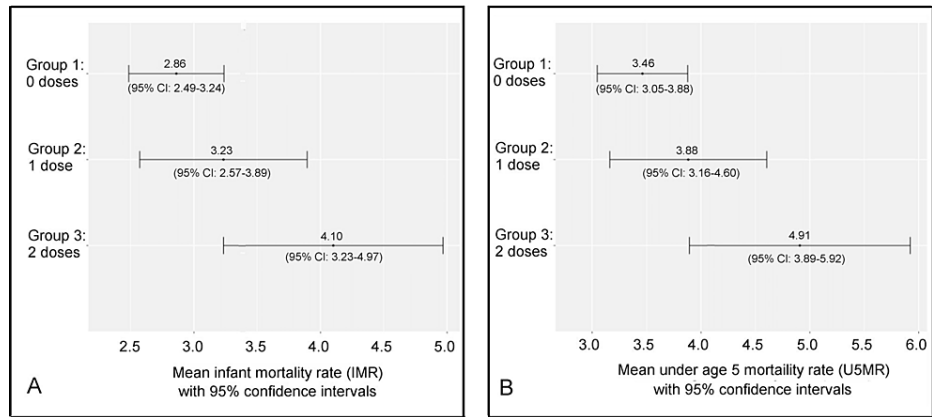 Group 1:
0 doses
2.86
(95% CI: 2.49-3.24)
Group 2:
1 dose
3.23
(95% CI: 2.57-3.89)
Group 3:
2 doses
4.10
(95% CI: 3.23-4.97)
2.5 3.0 3.5 4.0 4.5 5.0
Mean infant mortality rate (IMR)
with 95% confidence intervals
A
Group 1:
0 doses
3.46
(95% CI: 3.05-3.88)
Group 2:
1 dose
3.88
(95% CI: 3.16-4.60)
Group 3:
2 doses
4.91
(95% CI: 3.89-5.92)
3.0 3.5 4.0 4.5 5.0 5.5 6.0
Mean under age 5 mortaility rate (U5MR)
with 95% confidence intervals
B